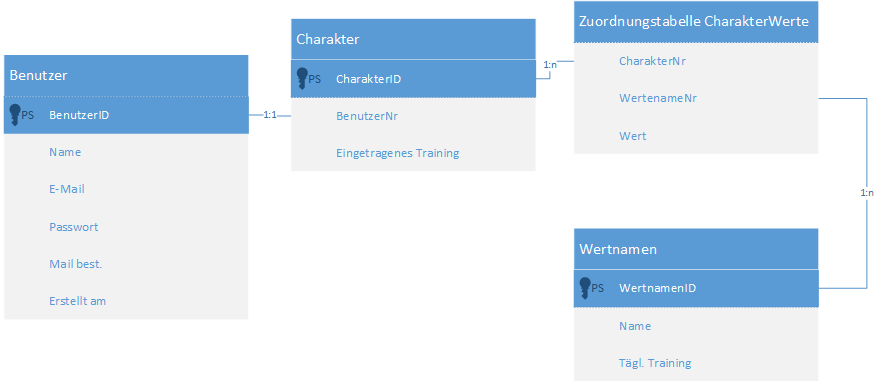 Benutzer
PS BenutzerID
Name
E-Mail
Passwort
Mail best.
Erstellt am
1:1
Charakter
PS CharakterID
BenutzerNr
Eingetragenes Training
1:n
Zuordnungstabelle CharakterWerte
CharakterNr
WertenameNr
Wert
1:n
Wertnamen
PS WertnamenID
Name
Tägl. Training